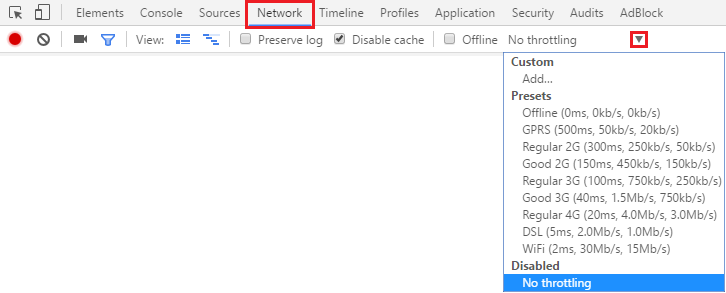 Elements Console Sources Network Timeline Profiles Application Security Audits AdBlock
View: Preserve log Disable cache Offline No throttling
Custom
Add...
Presets
Offline (0ms, 0kb/s, 0kb/s)
GPRS (500ms, 50kb/s, 20kb/s)
Regular 2G (300ms, 250kb/s, 50kb/s)
Good 2G (150ms, 450kb/s, 150kb/s)
Regular 3G (100ms, 750kb/s, 250kb/s)
Good 3G (40ms, 1.5Mb/s, 750kb/s)
Regular 4G (20ms, 4.0Mb/s, 3.0Mb/s)
DSL (5ms, 2.0Mb/s, 1.0Mb/s)
WiFi (2ms, 30Mb/s, 15Mb/s)
Disabled
No throttling